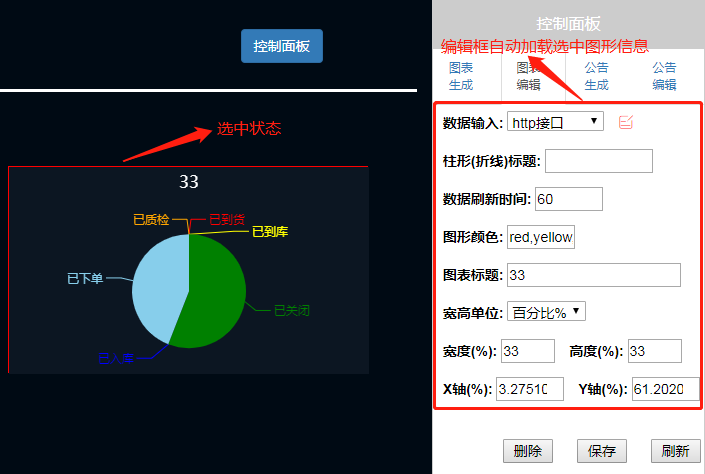 控制面板
控制面板
编辑框自动加载选中图形信息
图表生成
图表编辑
公告生成
公告编辑
选中状态
33
已质检
已到货
已到库
已下单
已关闭
已入库
数据输入: http接口
柱形(折线)标题:
数据刷新时间: 60
图形颜色: red,yellow
图表标题: 33
宽高单位: 百分比%
宽度(%): 33 高度(%): 33
X轴(%): 3.2751 Y轴(%): 61.2020
删除 保存 刷新